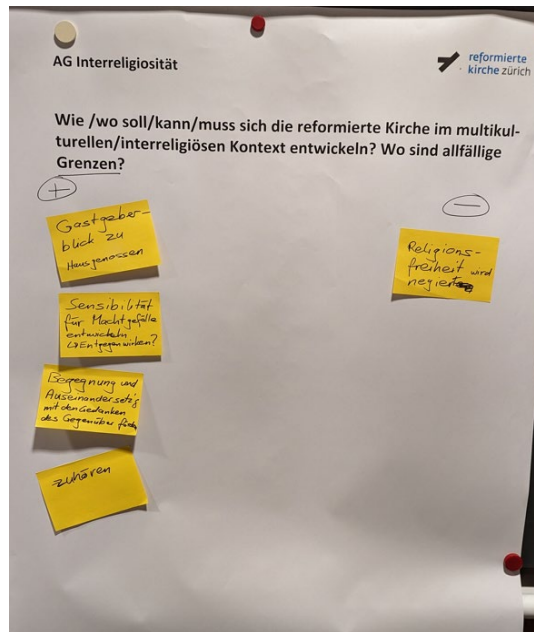 AG Interreligiosität
reformierte
kirche zürich
Wie /wo soll/kann/muss sich die reformierte Kirche im multikul-
turellen/interreligiösen Kontext entwickeln? Wo sind allfällige
Grenzen?
+
Gastgeber-
blick zu
Hausgenossen
Sensibilität
für Machtgefälle
entwickeln
↳ Entgegenwirken?
Begegnung und
Auseinandersetz'g
mit den Gedanken
des Gegenüber
zuhören
—
Religions-
freiheit wird
negiert